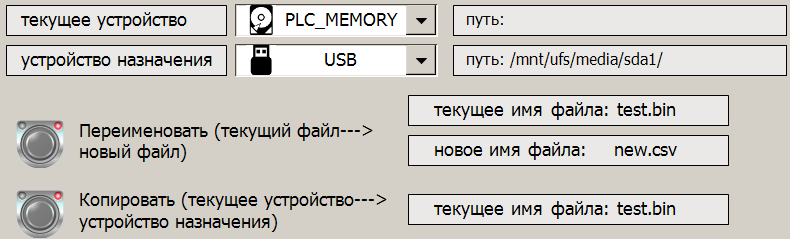 текущее устройство PLC_MEMORY путь:
устройство назначения USB путь: /mnt/ufs/media/sda1/
текущее имя файла: test.bin
Переименовать (текущий файл--->
новый файл)
новое имя файла: new.csv
Копировать (текущее устройство--->
устройство назначения)
текущее имя файла: test.bin